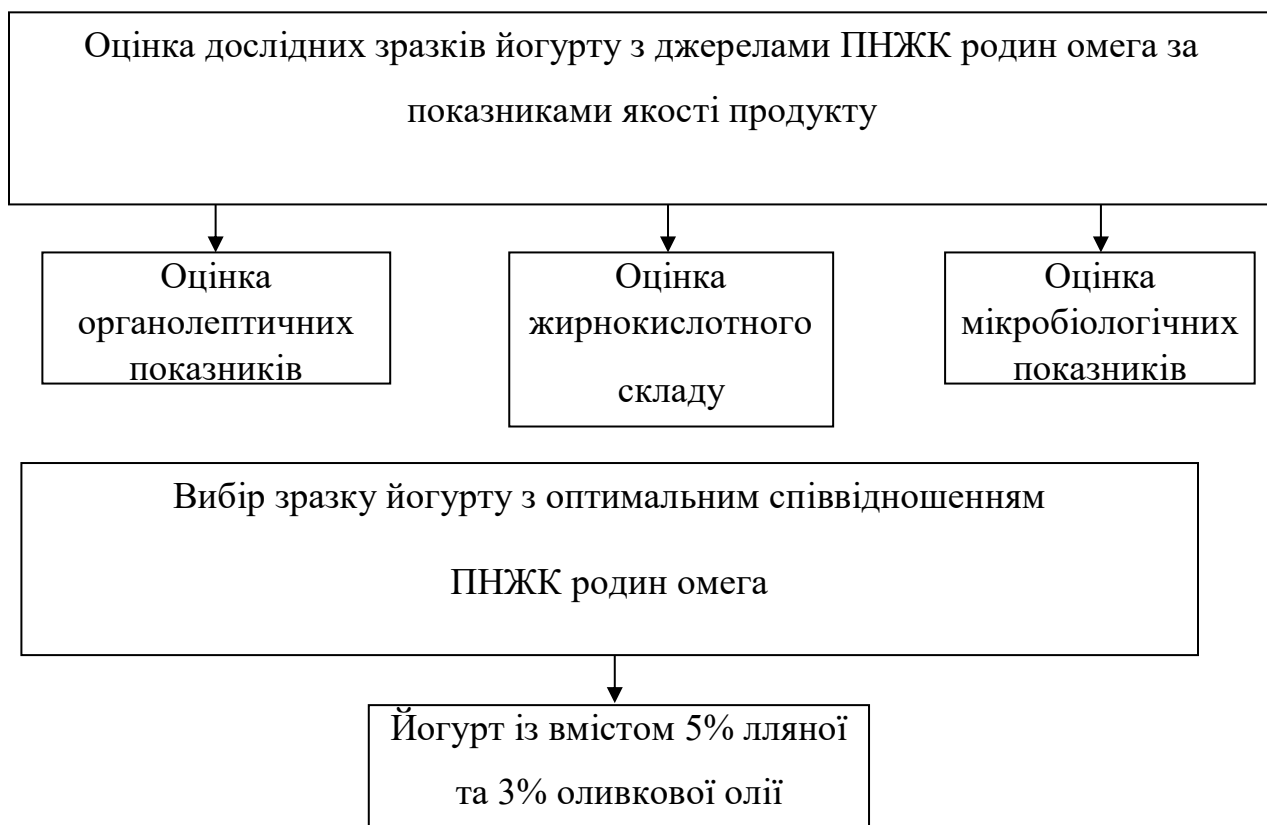 Оцінка дослідних зразків йогурту з джерелами ПНЖК родин омега за
показниками якості продукту
Оцінка
органолептичних
показників
Оцінка
жирнокислотного
складу
Оцінка
мікробіологічних
показників
Вибір зразку йогурту з оптимальним співвідношенням
ПНЖК родин омега
Йогурт із вмістом 5% лляної
та 3% оливкової олії